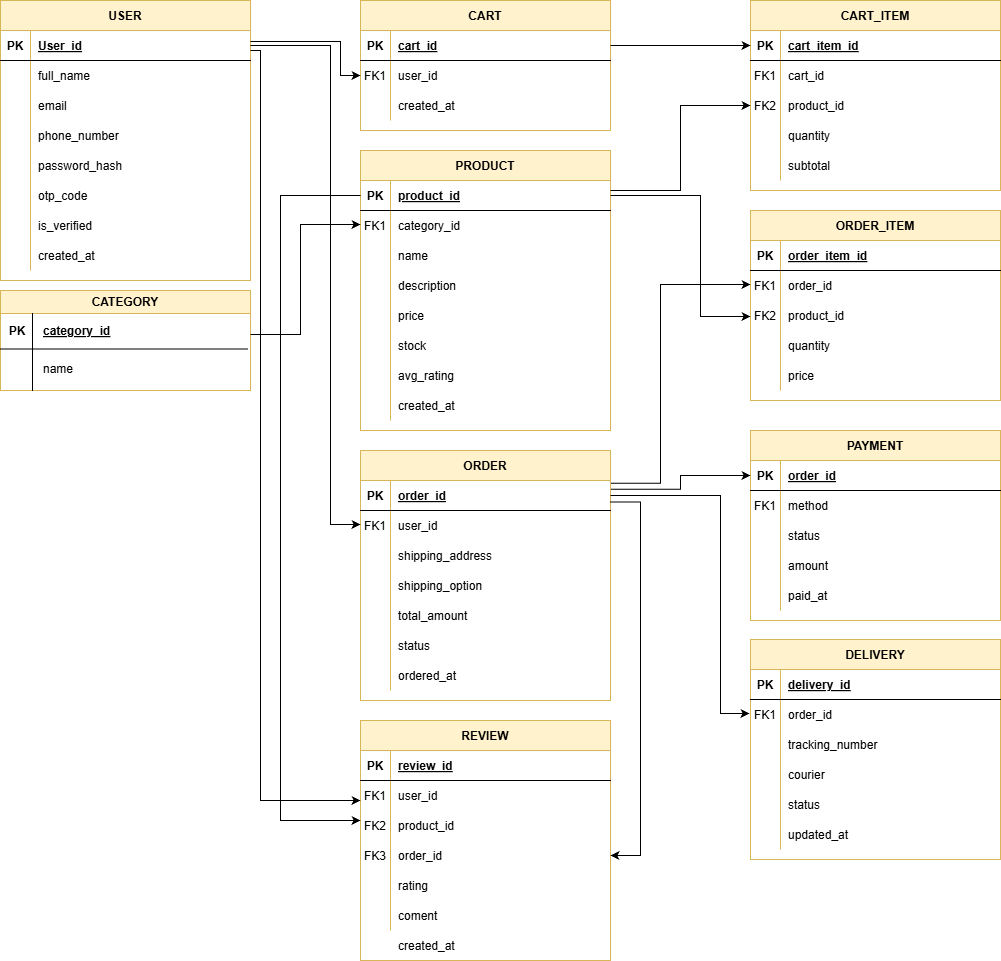 USER
PK User_id
full_name
email
phone_number
password_hash
otp_code
is_verified
created_at
CATEGORY
PK category_id
name
CART
PK cart_id
FK1 user_id
created_at
PRODUCT
PK product_id
FK1 category_id
name
description
price
stock
avg_rating
created_at
ORDER
PK order_id
FK1 user_id
shipping_address
shipping_option
total_amount
status
ordered_at
REVIEW
PK review_id
FK1 user_id
FK2 product_id
FK3 order_id
rating
coment
created_at
CART_ITEM
PK cart_item_id
FK1 cart_id
FK2 product_id
quantity
subtotal
ORDER_ITEM
PK order_item_id
FK1 order_id
FK2 product_id
quantity
price
PAYMENT
PK order_id
FK1 method
status
amount
paid_at
DELIVERY
PK delivery_id
FK1 order_id
tracking_number
courier
status
updated_at